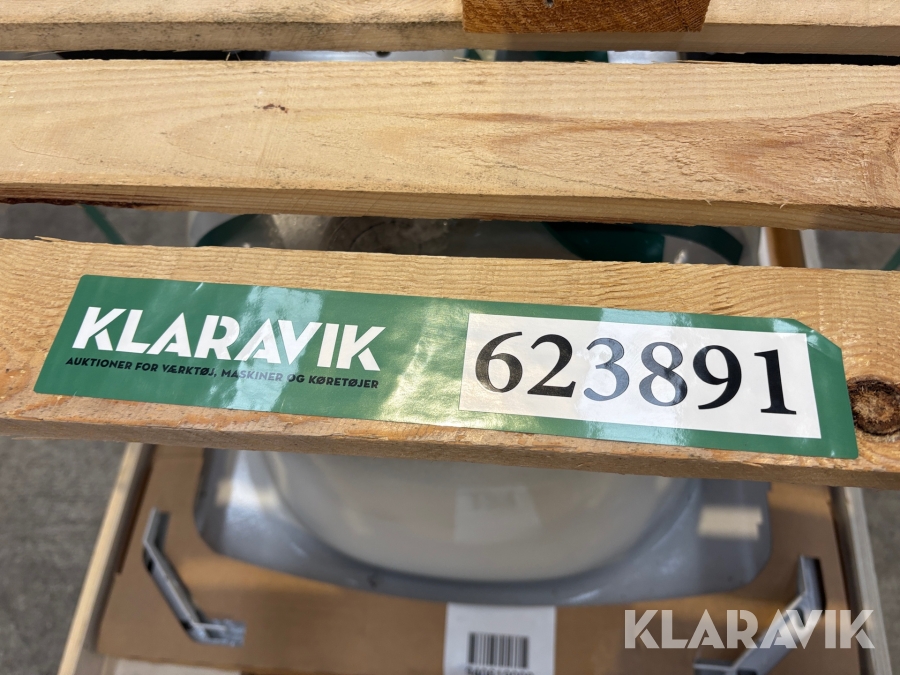 KLARAVIK
AUKTIONER FOR VÆRKTØJ, MASKINER OG KØRETØJER
623891
KLARAVIK